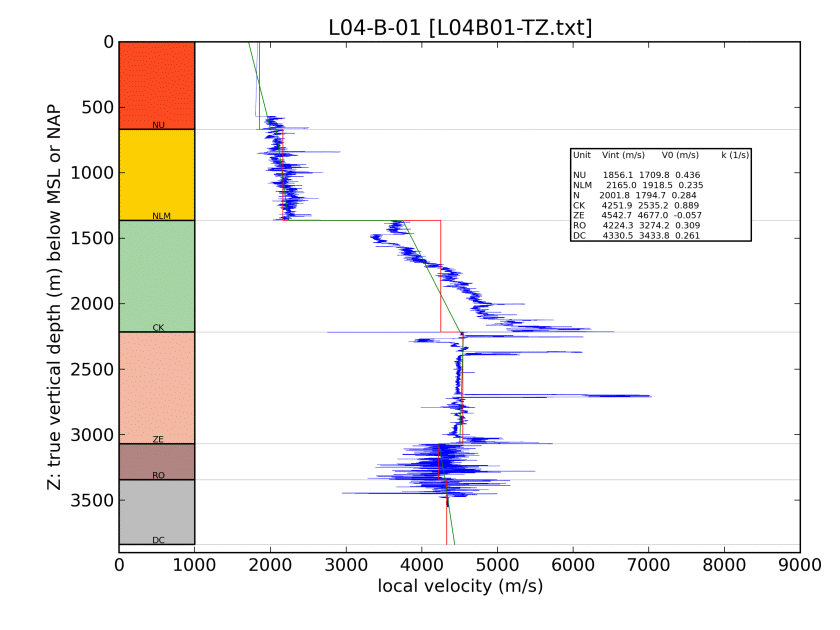 L04-B-01 [L04B01-TZ.txt]
Z: true vertical depth (m) below MSL or NAP
0
500
1000
1500
2000
2500
3000
3500
NU
NLM
CK
ZE
RO
DC
Unit Vint (m/s) V0 (m/s) k (1/s)
NU 1856.1 1709.8 0.436
NLM 2165.0 1918.5 0.235
N 2001.8 1794.7 0.284
CK 4251.9 2535.2 0.889
ZE 4542.7 4677.0 -0.057
RO 4224.3 3274.2 0.309
DC 4330.5 3433.8 0.261
0 1000 2000 3000 4000 5000 6000 7000 8000 9000
local velocity (m/s)